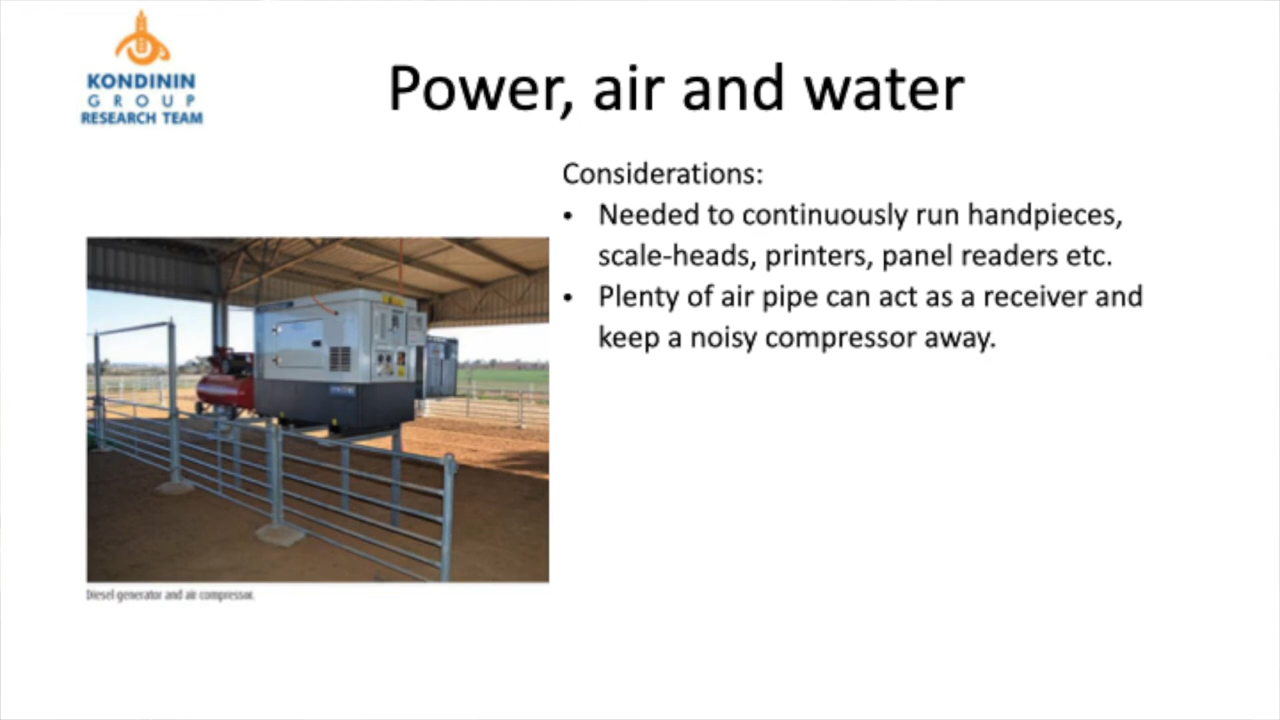 KONDININ
GROUP
RESEARCH TEAM
Power, air and water
Considerations:
• Needed to continuously run handpieces,
scale-heads, printers, panel readers etc.
• Plenty of air pipe can act as a receiver and
keep a noisy compressor away.
Diesel generator and air compressor.